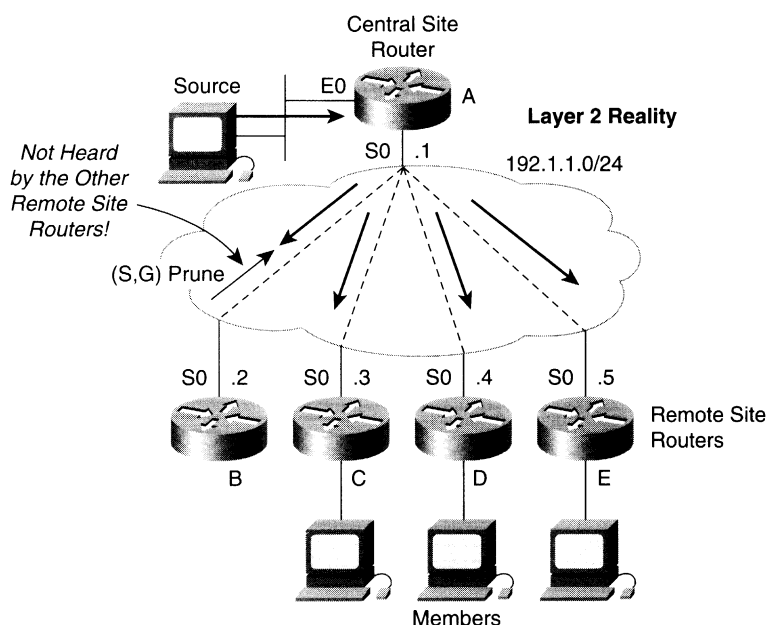 Central Site
Router
Source
E0
A
Layer 2 Reality
Not Heard
by the Other
Remote Site
Routers!
S0 .1
192.1.1.0/24
(S,G) Prune
S0 .2
S0 .3
S0 .4
S0 .5
Remote Site
Routers
B
C
D
E
Members